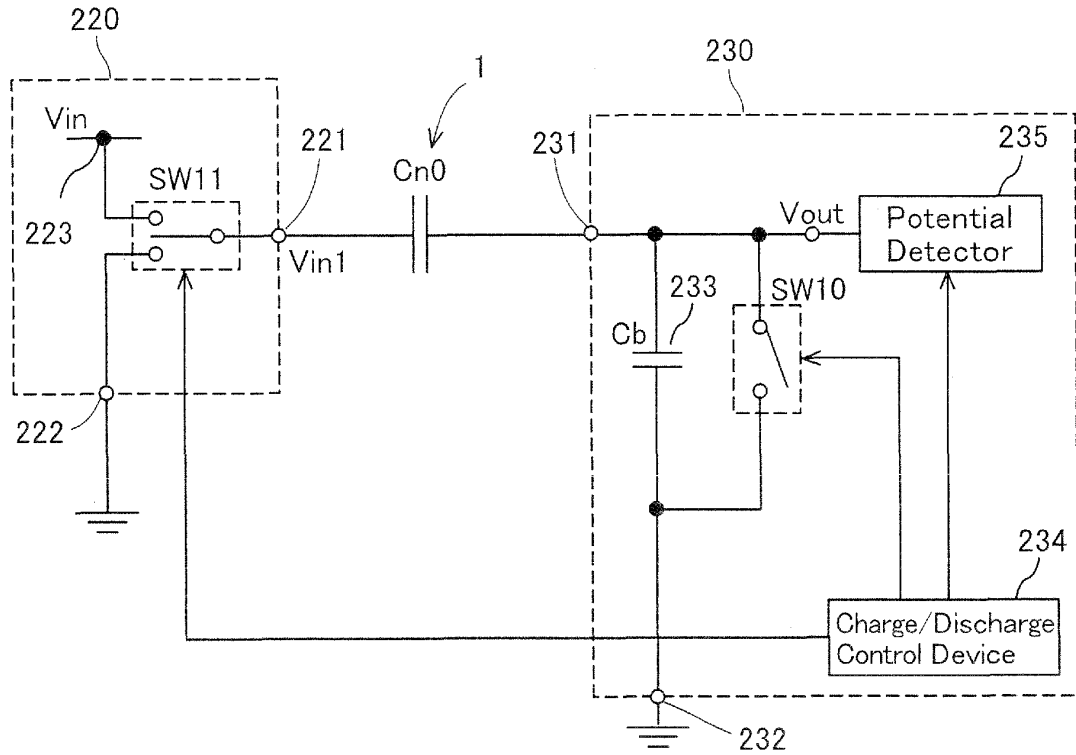 220
1
230
Vin
221
231
235
SW11
Cn0
223
Vin1
Vout
Potential
Detector
233
SW10
Cb
222
234
Charge/Discharge
Control Device
232